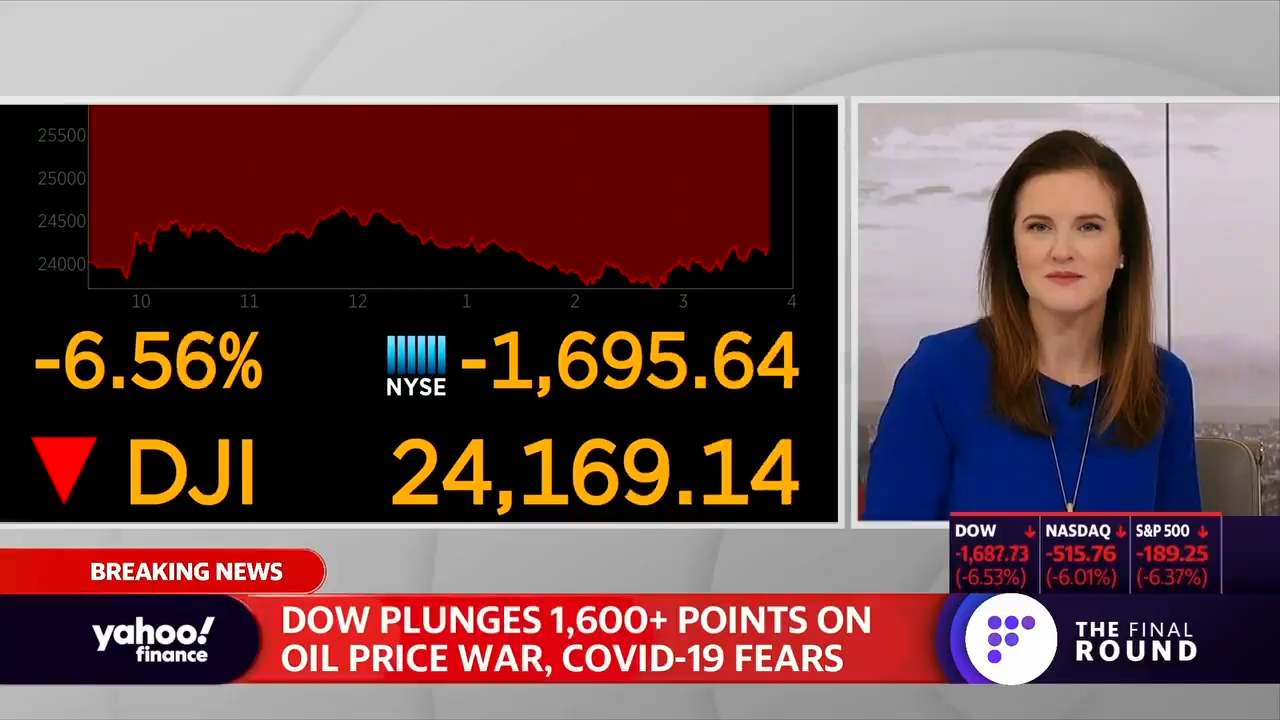 25500
25000
24500
24000
10 11 12 1 2 3 4
-6.56% NYSE -1,695.64
DJI 24,169.14
DOW NASDAQ S&P 500
-1,687.73 -515.76 -189.25
(-6.53%) (-6.01%) (-6.37%)
BREAKING NEWS
yahoo!
finance
DOW PLUNGES 1,600+ POINTS ON
OIL PRICE WAR, COVID-19 FEARS
THE FINAL
ROUND